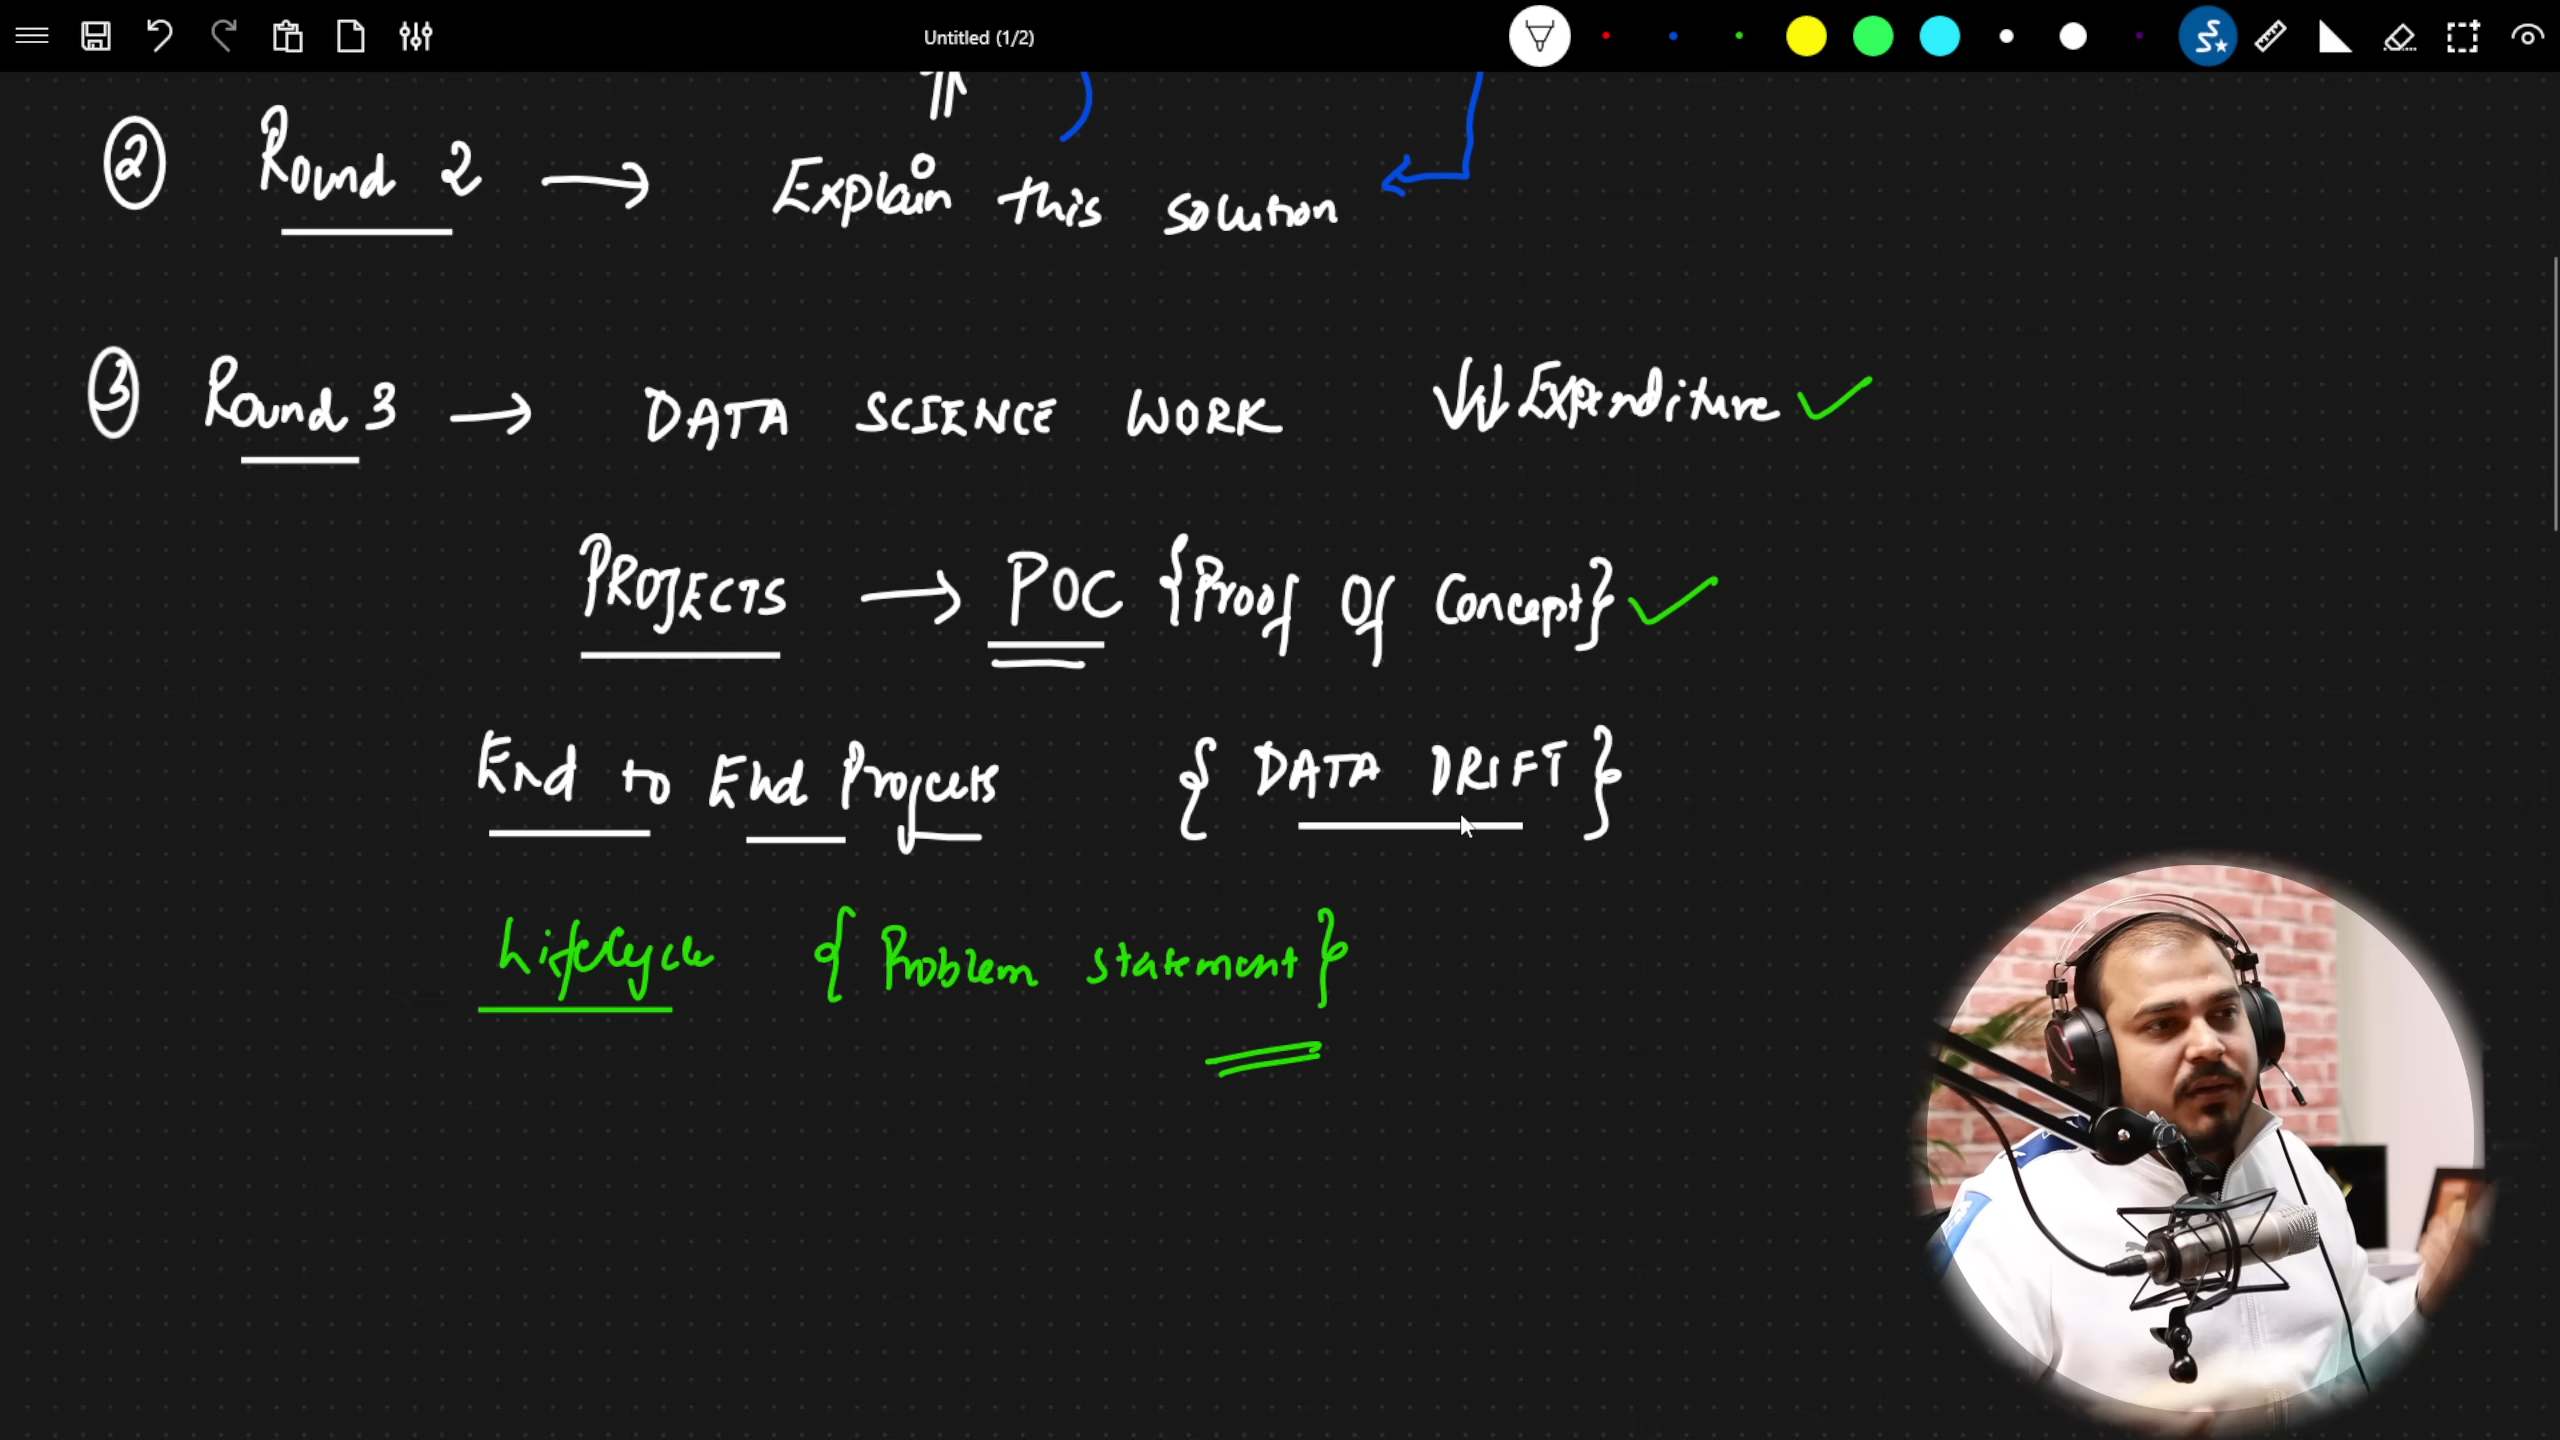 Untitled (1/2)
② Round 2 → Explain this solution
③ Round 3 → DATA SCIENCE WORK Expenditure ✓
PROJECTS → POC {Proof Of Concept} ✓
End to End Projects { DATA DRIFT }
Lifecycle { Problem statement }